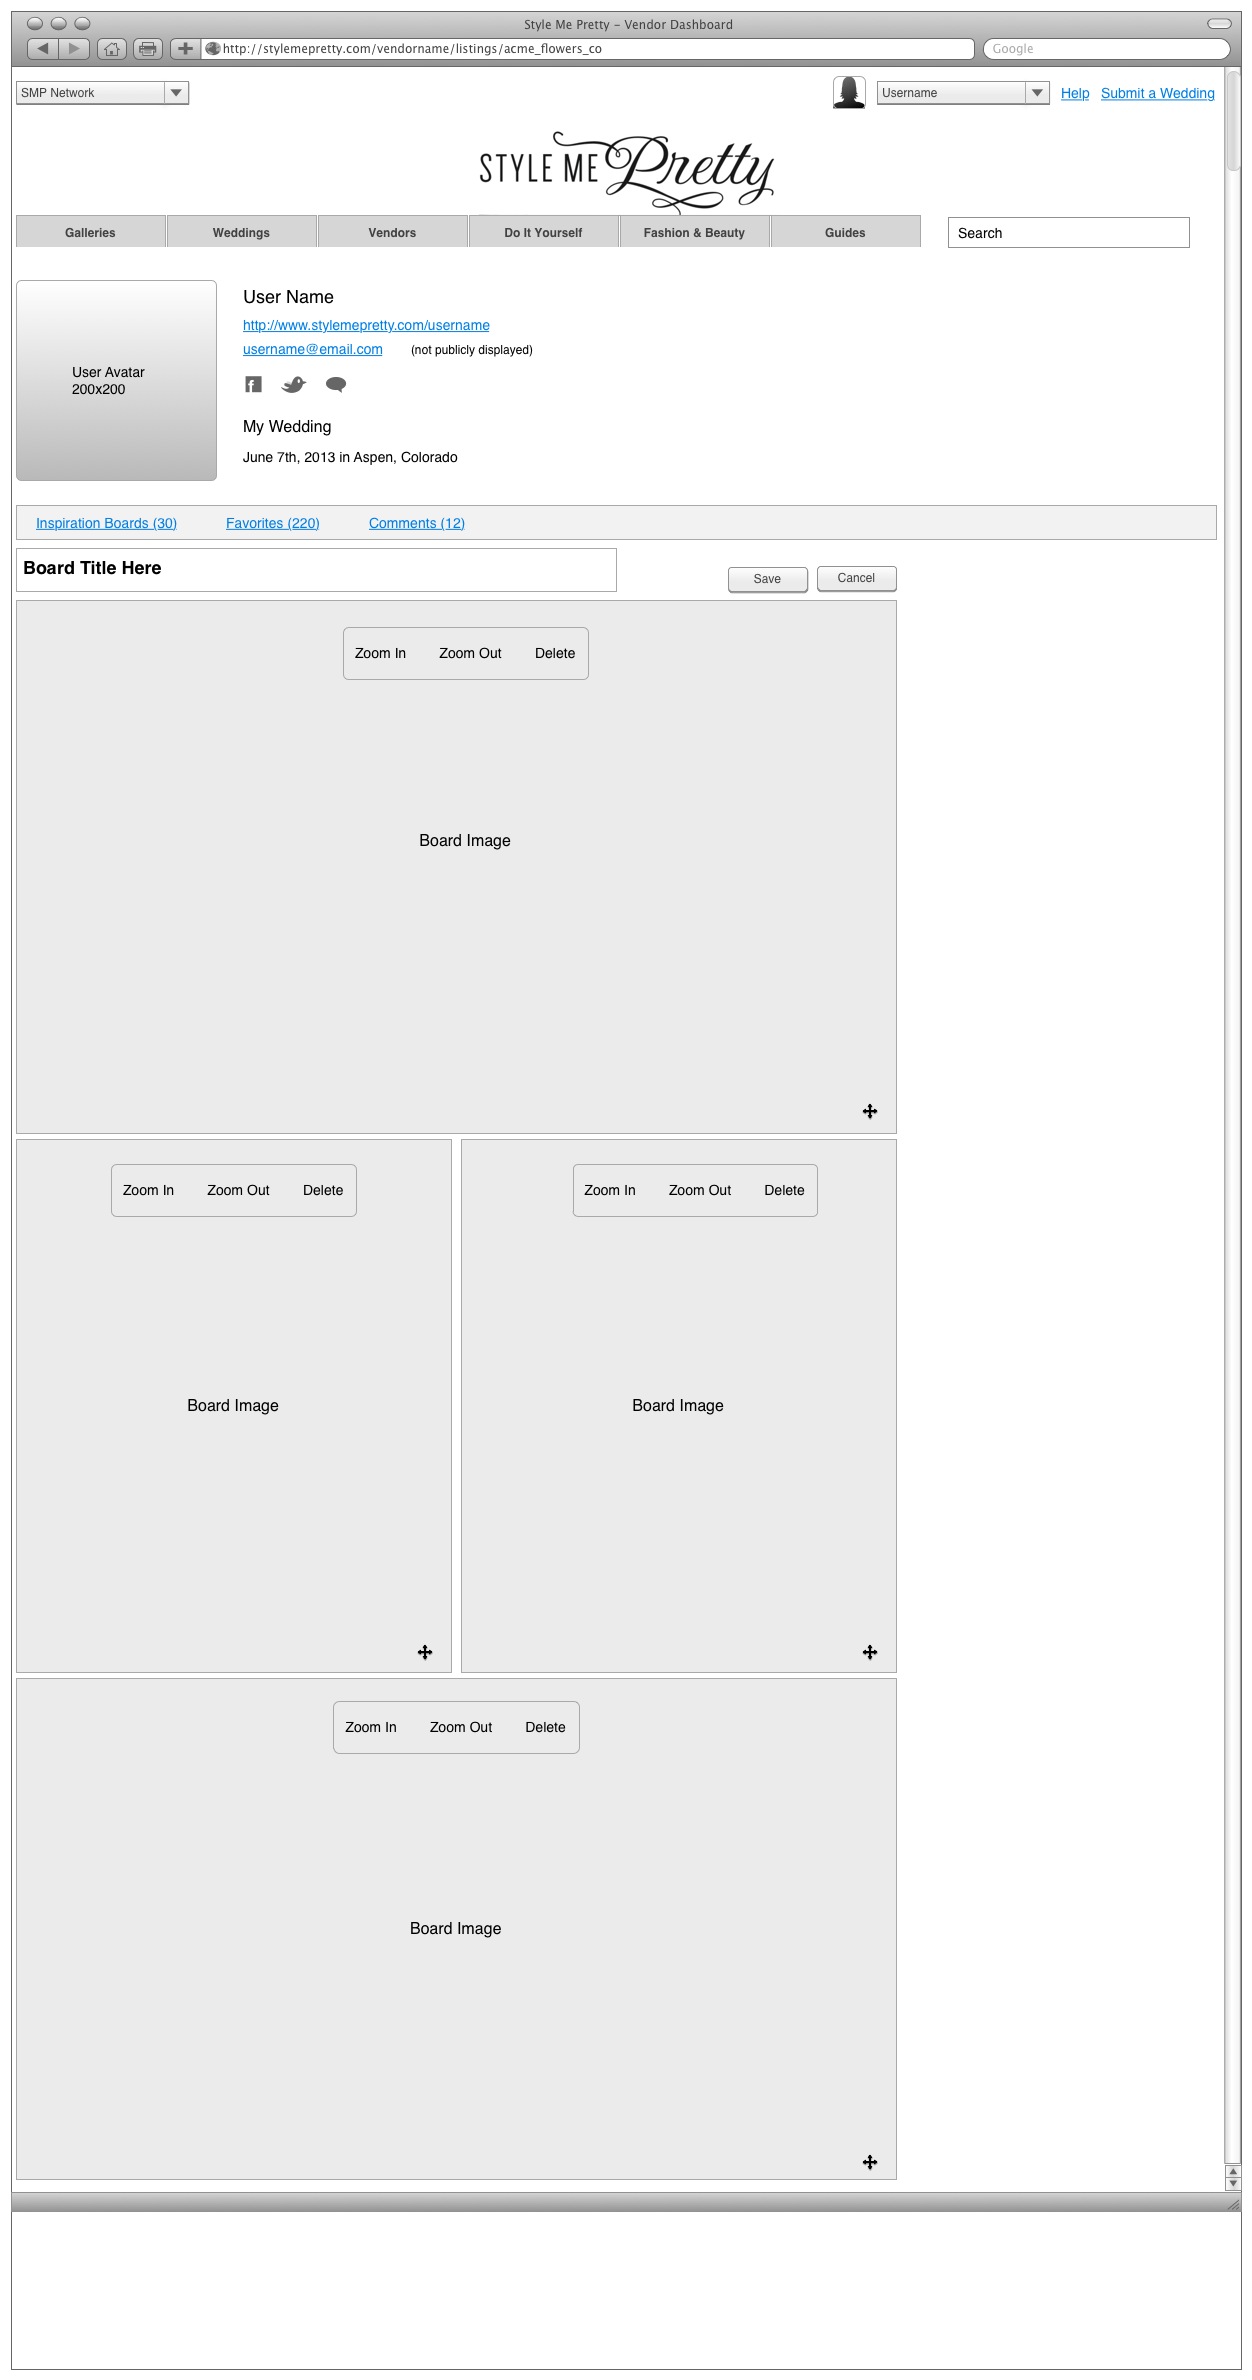 Style Me Pretty – Vendor Dashboard
http://stylemepretty.com/vendorname/listings/acme_flowers_co
Google
SMP Network
Username
Help
Submit a Wedding
STYLE ME Pretty
Galleries
Weddings
Vendors
Do It Yourself
Fashion & Beauty
Guides
Search
User Avatar
200x200
User Name
http://www.stylemepretty.com/username
username@email.com (not publicly displayed)
My Wedding
June 7th, 2013 in Aspen, Colorado
Inspiration Boards (30)
Favorites (220)
Comments (12)
Board Title Here
Save
Cancel
Zoom In Zoom Out Delete
Board Image
Zoom In Zoom Out Delete
Zoom In Zoom Out Delete
Board Image
Board Image
Zoom In Zoom Out Delete
Board Image